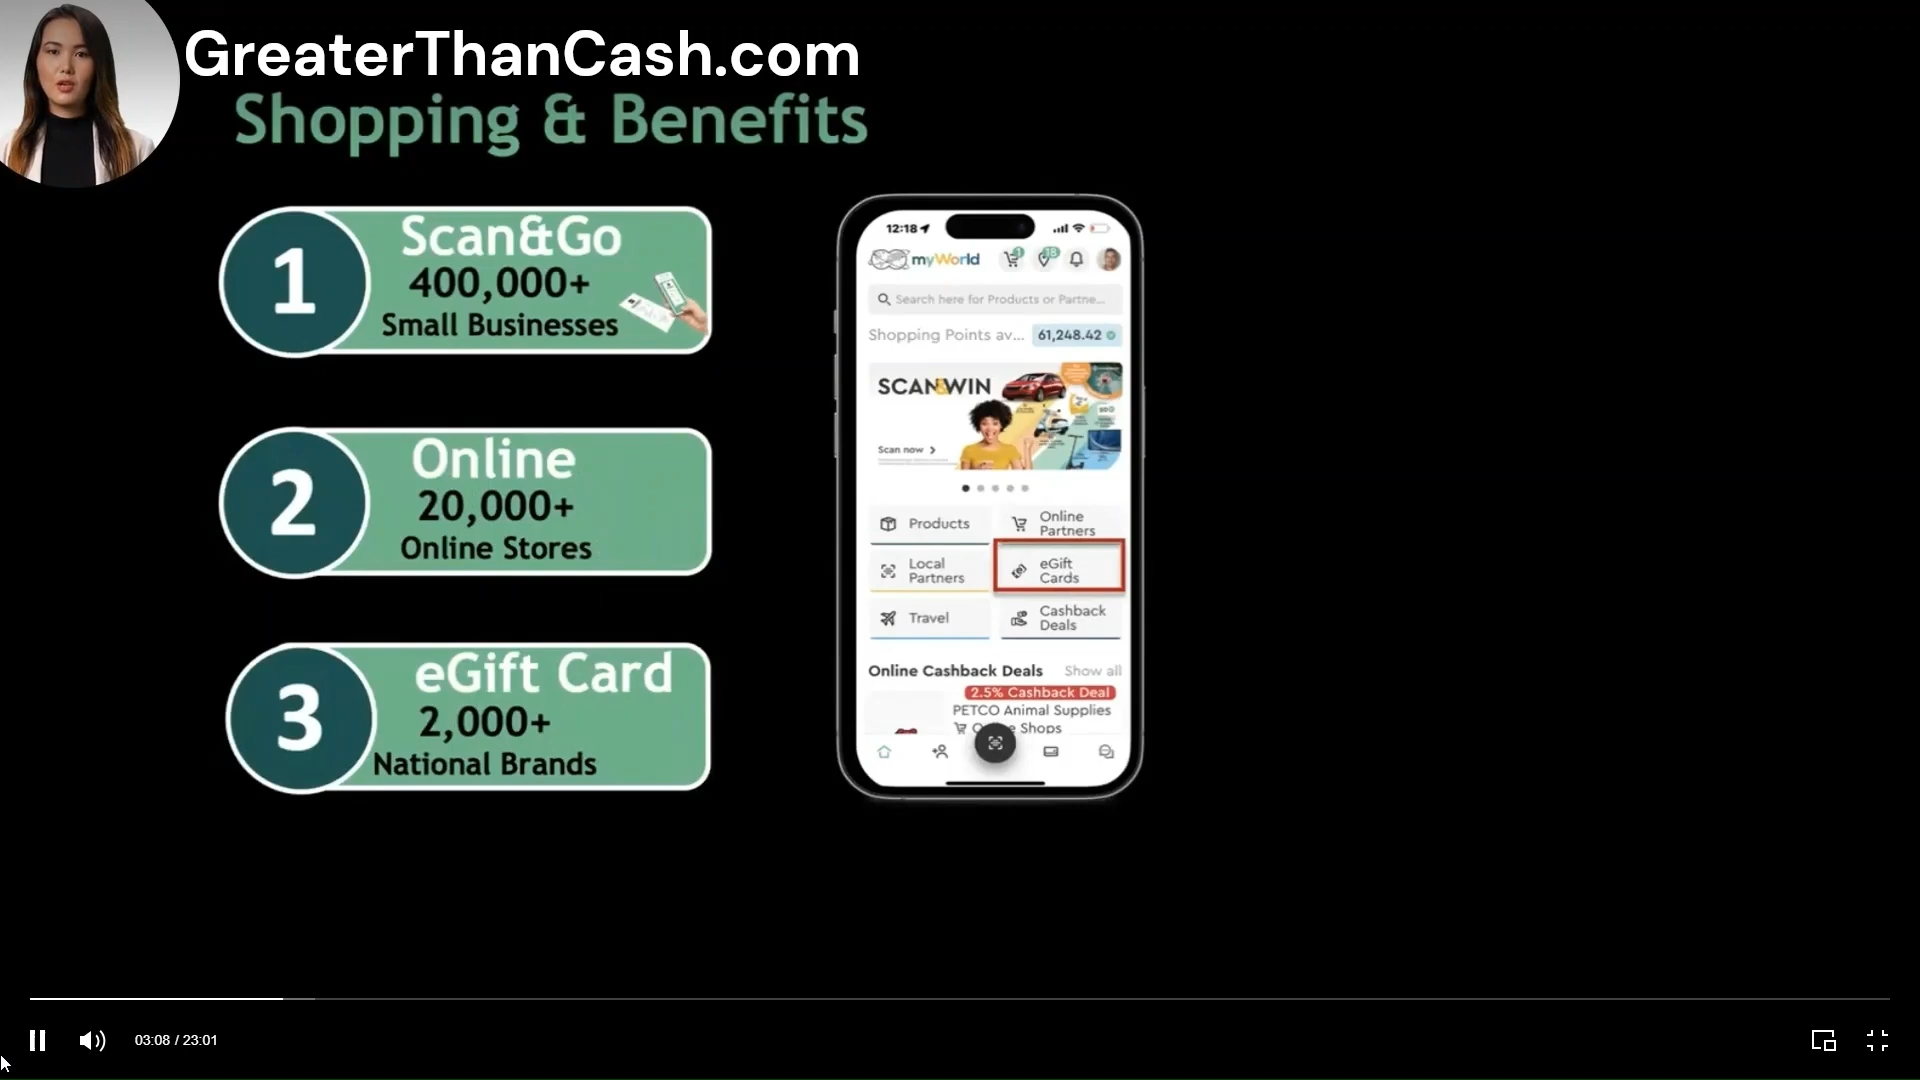 GreaterThanCash.com
Shopping & Benefits
1
Scan&Go
400,000+
Small Businesses
2
Online
20,000+
Online Stores
3
eGift Card
2,000+
National Brands
12:18
myWorld
1
18
Search here for Products or Partne...
Shopping Points av...
61,248.42
SCAN&WIN
Scan now
Products
Online
Partners
Local
Partners
eGift
Cards
Travel
Cashback
Deals
Online Cashback Deals
Show all
2.5% Cashback Deal
PETCO Animal Supplies
Shops
03:08 / 23:01